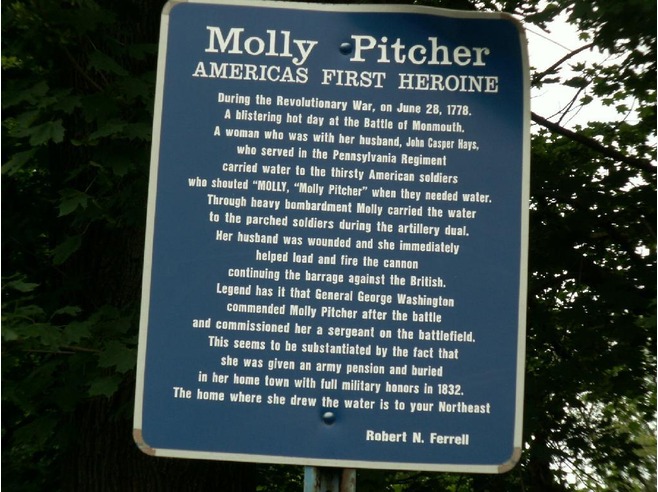 Molly Pitcher
AMERICAS FIRST HEROINE
During the Revolutionary War, on June 28, 1778.
A blistering hot day at the Battle of Monmouth.
A woman who was with her husband, John Casper Hays,
who served in the Pennsylvania Regiment
carried water to the thirsty American soldiers
who shouted "MOLLY, "Molly Pitcher" when they needed water.
Through heavy bombardment Molly carried the water
to the parched soldiers during the artillery dual.
Her husband was wounded and she immediately
helped load and fire the cannon
continuing the barrage against the British.
Legend has it that General George Washington
commended Molly Pitcher after the battle
and commissioned her a sergeant on the battlefield.
This seems to be substantiated by the fact that
she was given an army pension and buried
in her home town with full military honors in 1832.
The home where she drew the water is to your Northeast
Robert N. Ferrell